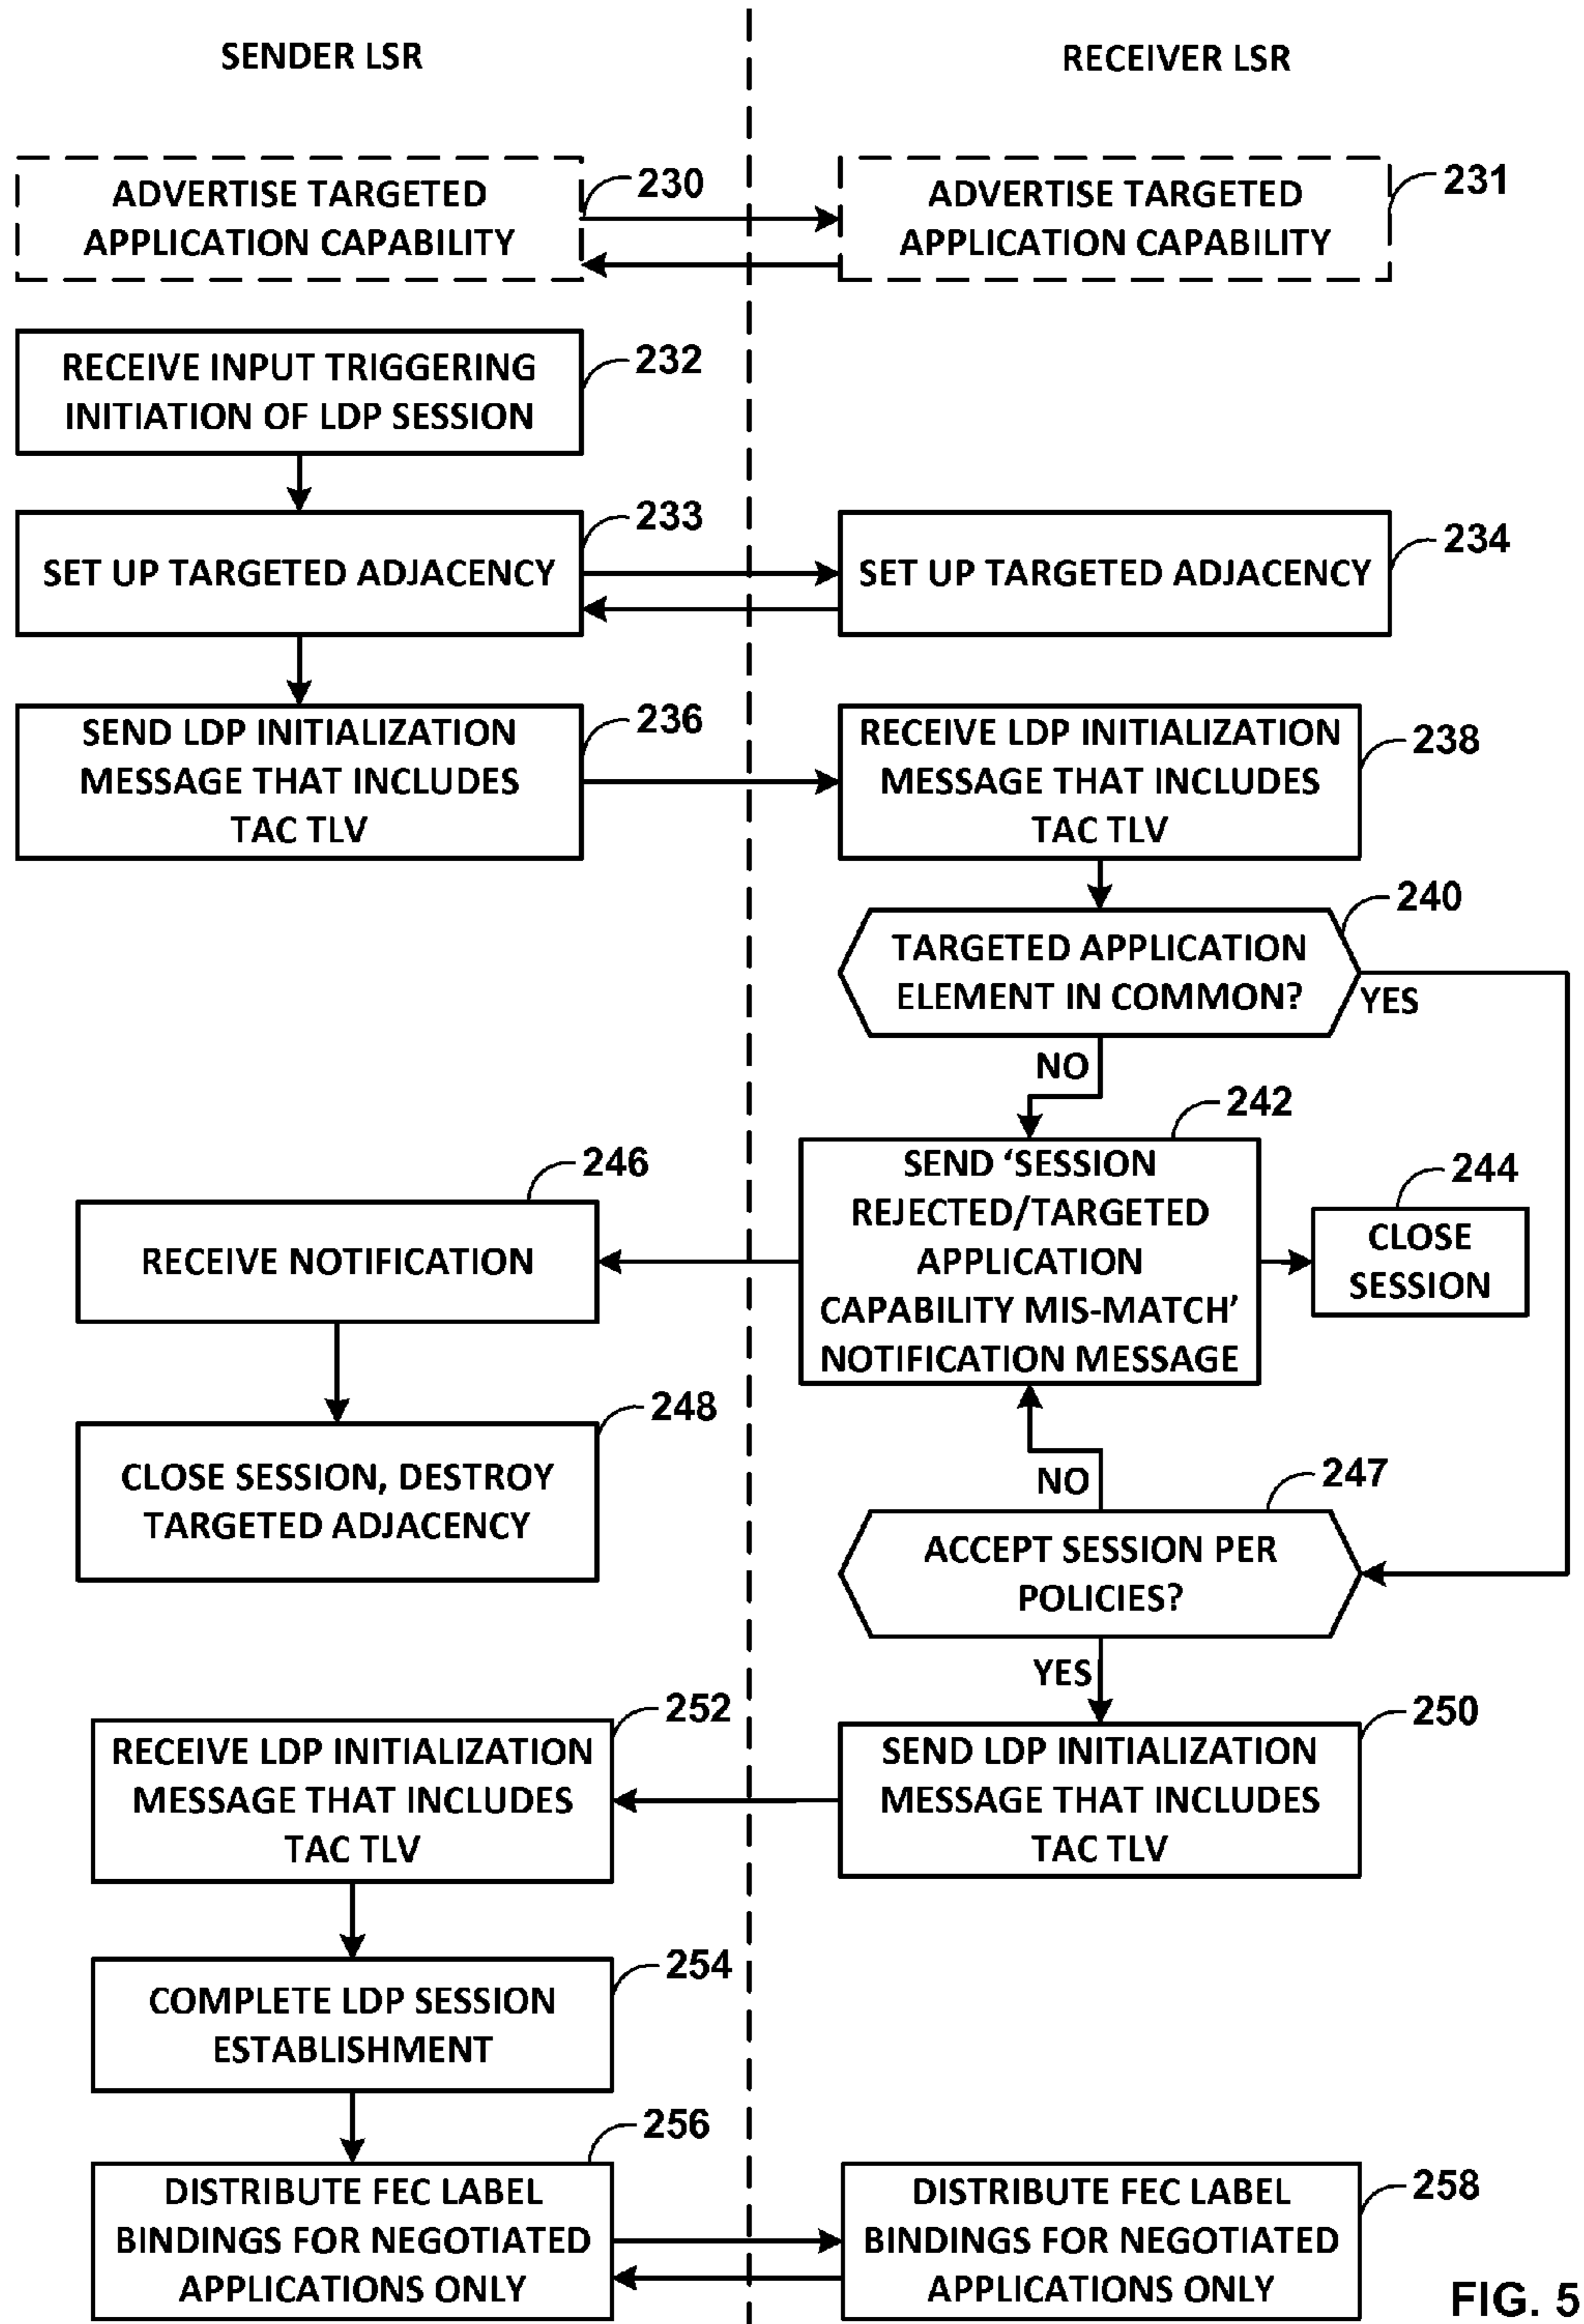 SENDER LSR
RECEIVER LSR
ADVERTISE TARGETED
APPLICATION CAPABILITY
230
ADVERTISE TARGETED
APPLICATION CAPABILITY
231
RECEIVE INPUT TRIGGERING
INITIATION OF LDP SESSION
232
SET UP TARGETED ADJACENCY
233
SET UP TARGETED ADJACENCY
234
SEND LDP INITIALIZATION
MESSAGE THAT INCLUDES
TAC TLV
236
RECEIVE LDP INITIALIZATION
MESSAGE THAT INCLUDES
TAC TLV
238
TARGETED APPLICATION
ELEMENT IN COMMON?
240
YES
NO
SEND ‘SESSION
REJECTED/TARGETED
APPLICATION
CAPABILITY MIS-MATCH’
NOTIFICATION MESSAGE
242
CLOSE
SESSION
244
RECEIVE NOTIFICATION
246
CLOSE SESSION, DESTROY
TARGETED ADJACENCY
248
NO
ACCEPT SESSION PER
POLICIES?
247
YES
SEND LDP INITIALIZATION
MESSAGE THAT INCLUDES
TAC TLV
250
RECEIVE LDP INITIALIZATION
MESSAGE THAT INCLUDES
TAC TLV
252
COMPLETE LDP SESSION
ESTABLISHMENT
254
DISTRIBUTE FEC LABEL
BINDINGS FOR NEGOTIATED
APPLICATIONS ONLY
256
DISTRIBUTE FEC LABEL
BINDINGS FOR NEGOTIATED
APPLICATIONS ONLY
258
FIG. 5